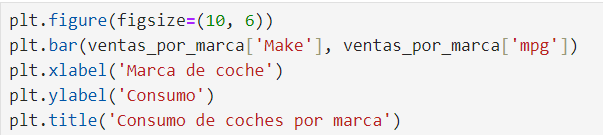 plt.figure(figsize=(10, 6))
plt.bar(ventas_por_marca['Make'], ventas_por_marca['mpg'])
plt.xlabel('Marca de coche')
plt.ylabel('Consumo')
plt.title('Consumo de coches por marca')